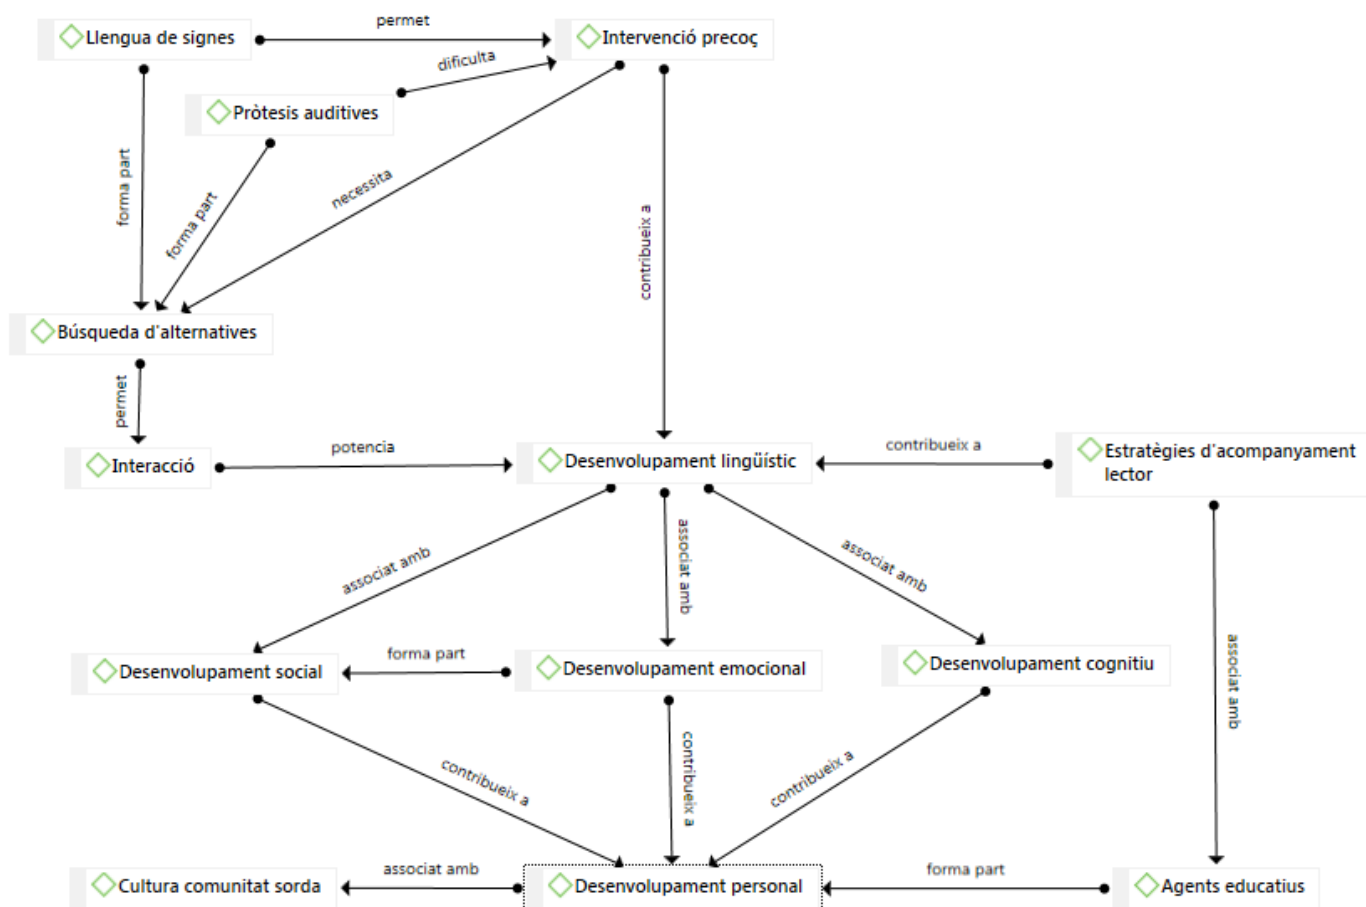 permet
Llengua de signes
Intervenció precoç
dificulta
Pròtesis auditives
forma part
forma part
necessita
contribueix a
Búsqueda d'alternatives
permet
Interacció
potencia
Desenvolupament lingüístic
contribueix a
Estratègies d'acompanyament
lector
associat amb
associat amb
associat amb
associat amb
Desenvolupament social
forma part
Desenvolupament emocional
Desenvolupament cognitiu
contribueix a
contribueix a
contribueix a
Cultura comunitat sorda
associat amb
Desenvolupament personal
forma part
Agents educatius